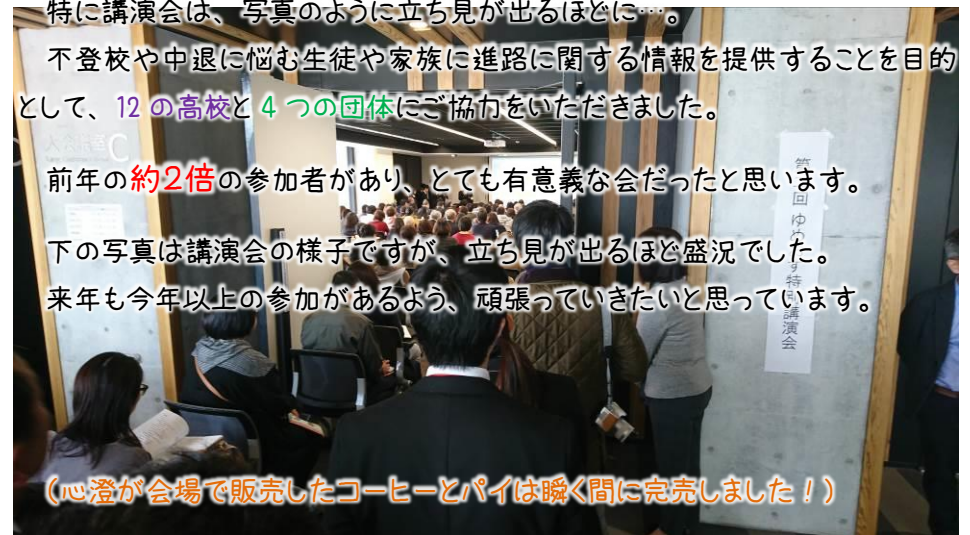 特に講演会は、写真のように立ち見が出るほどに…。
不登校や中退に悩む生徒や家族に進路に関する情報を提供することを目的
として、12の高校と4つの団体にご協力をいただきました。
前年の約2倍の参加者があり、とても有意義な会だったと思います。
下の写真は講演会の様子ですが、立ち見が出るほど盛況でした。
来年も今年以上の参加があるよう、頑張っていきたいと思っています。
(心澄が会場で販売したコーヒーとパイは瞬く間に完売しました！)
C
講演会